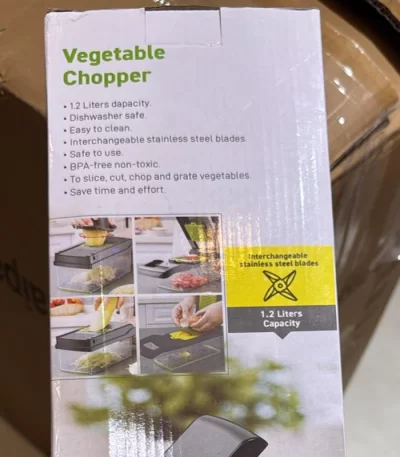 Vegetable
Chopper
• 1.2 Liters dapacity.
• Dishwasher safe.
• Easy to clean.
• Interchangeable stainless steel blades.
• Safe to use.
• BPA-free non-toxic.
• To slice, cut, chop and grate vegetables.
• Save time and effort.
Interchangeable
stainless steel blades
1.2 Liters
Capacity